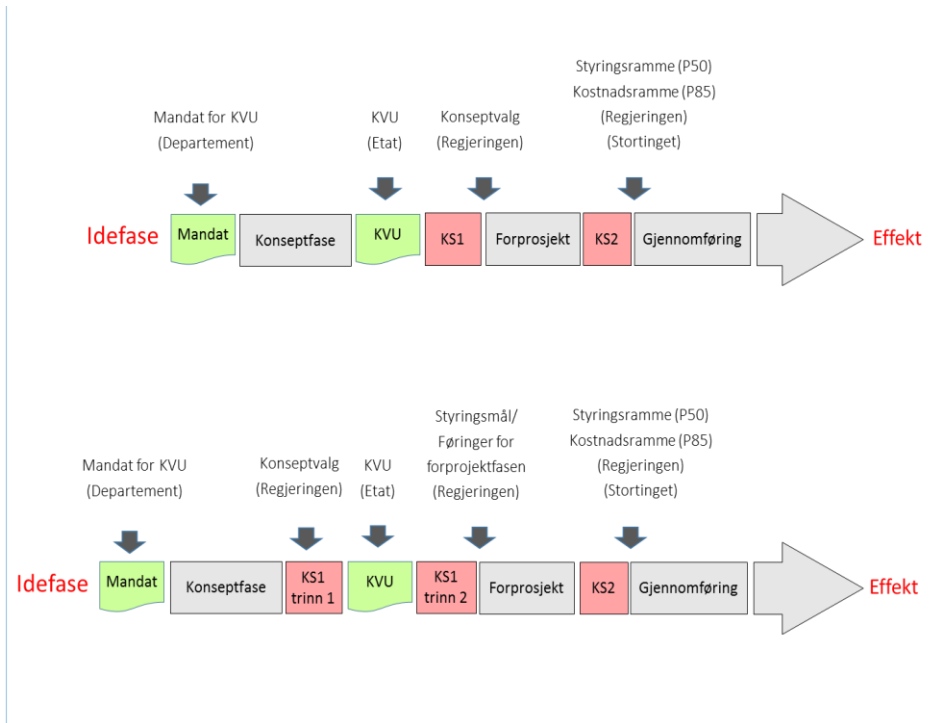 Styringsramme (P50)
Kostnadsramme (P85)
(Regjeringen)
(Stortinget)
Mandat for KVU
(Departement)
KVU
(Etat)
Konseptvalg
(Regjeringen)
Idefase
Mandat
Konseptfase
KVU
KS1
Forprosjekt
KS2
Gjennomføring
Effekt
Styringsmål/
Føringer for
forprojektfasen
(Regjeringen)
Styringsramme (P50)
Kostnadsramme (P85)
(Regjeringen)
(Stortinget)
Mandat for KVU
(Departement)
Konseptvalg
(Regjeringen)
KVU
(Etat)
Idefase
Mandat
Konseptfase
KS1
trinn 1
KVU
KS1
trinn 2
Forprosjekt
KS2
Gjennomføring
Effekt